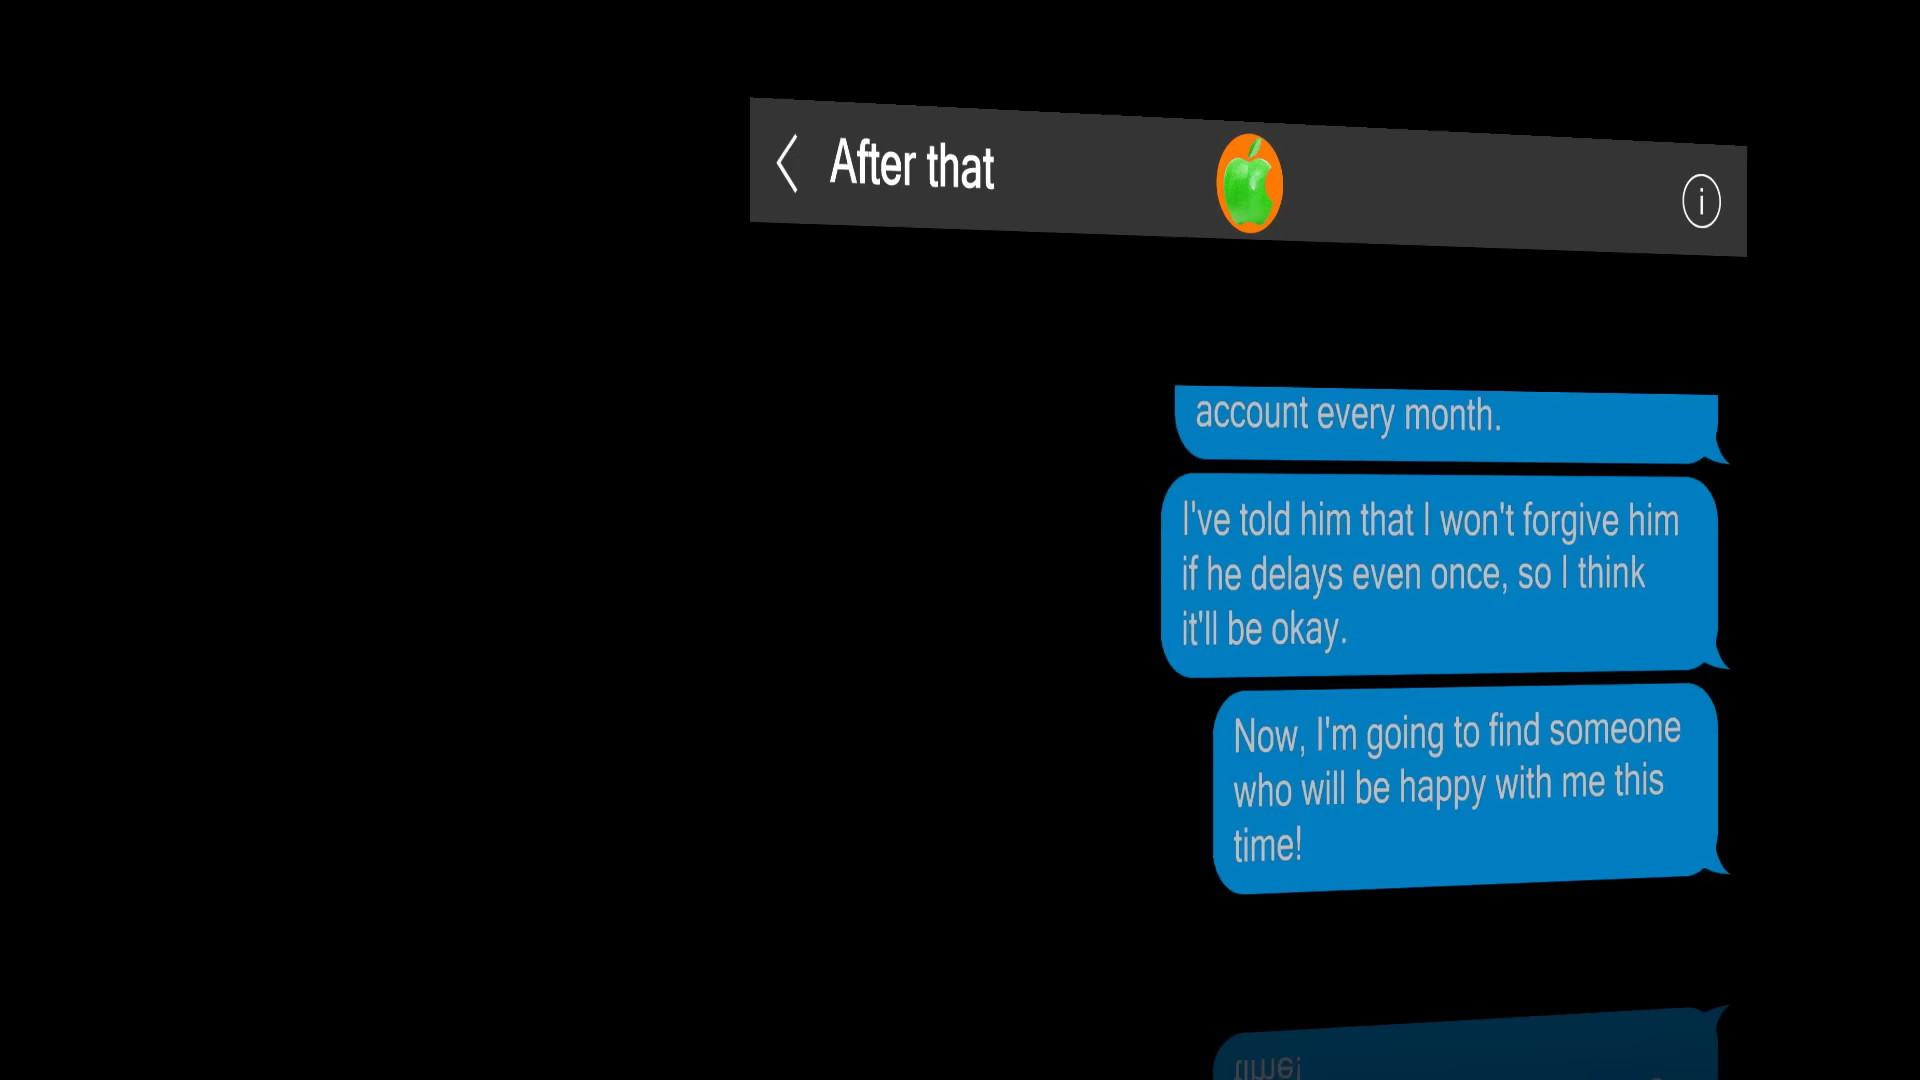 After that
account every month.
I've told him that I won't forgive him
if he delays even once, so I think
it'll be okay.
Now, I'm going to find someone
who will be happy with me this
time!
time!